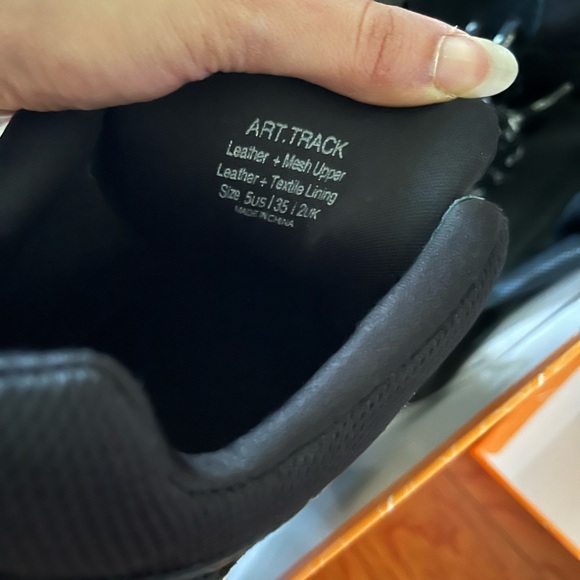 ART.TRACK
Leather + Mesh Upper
Leather + Textile Lining
Size 5US | 35 | 2UK
MADE IN CHINA